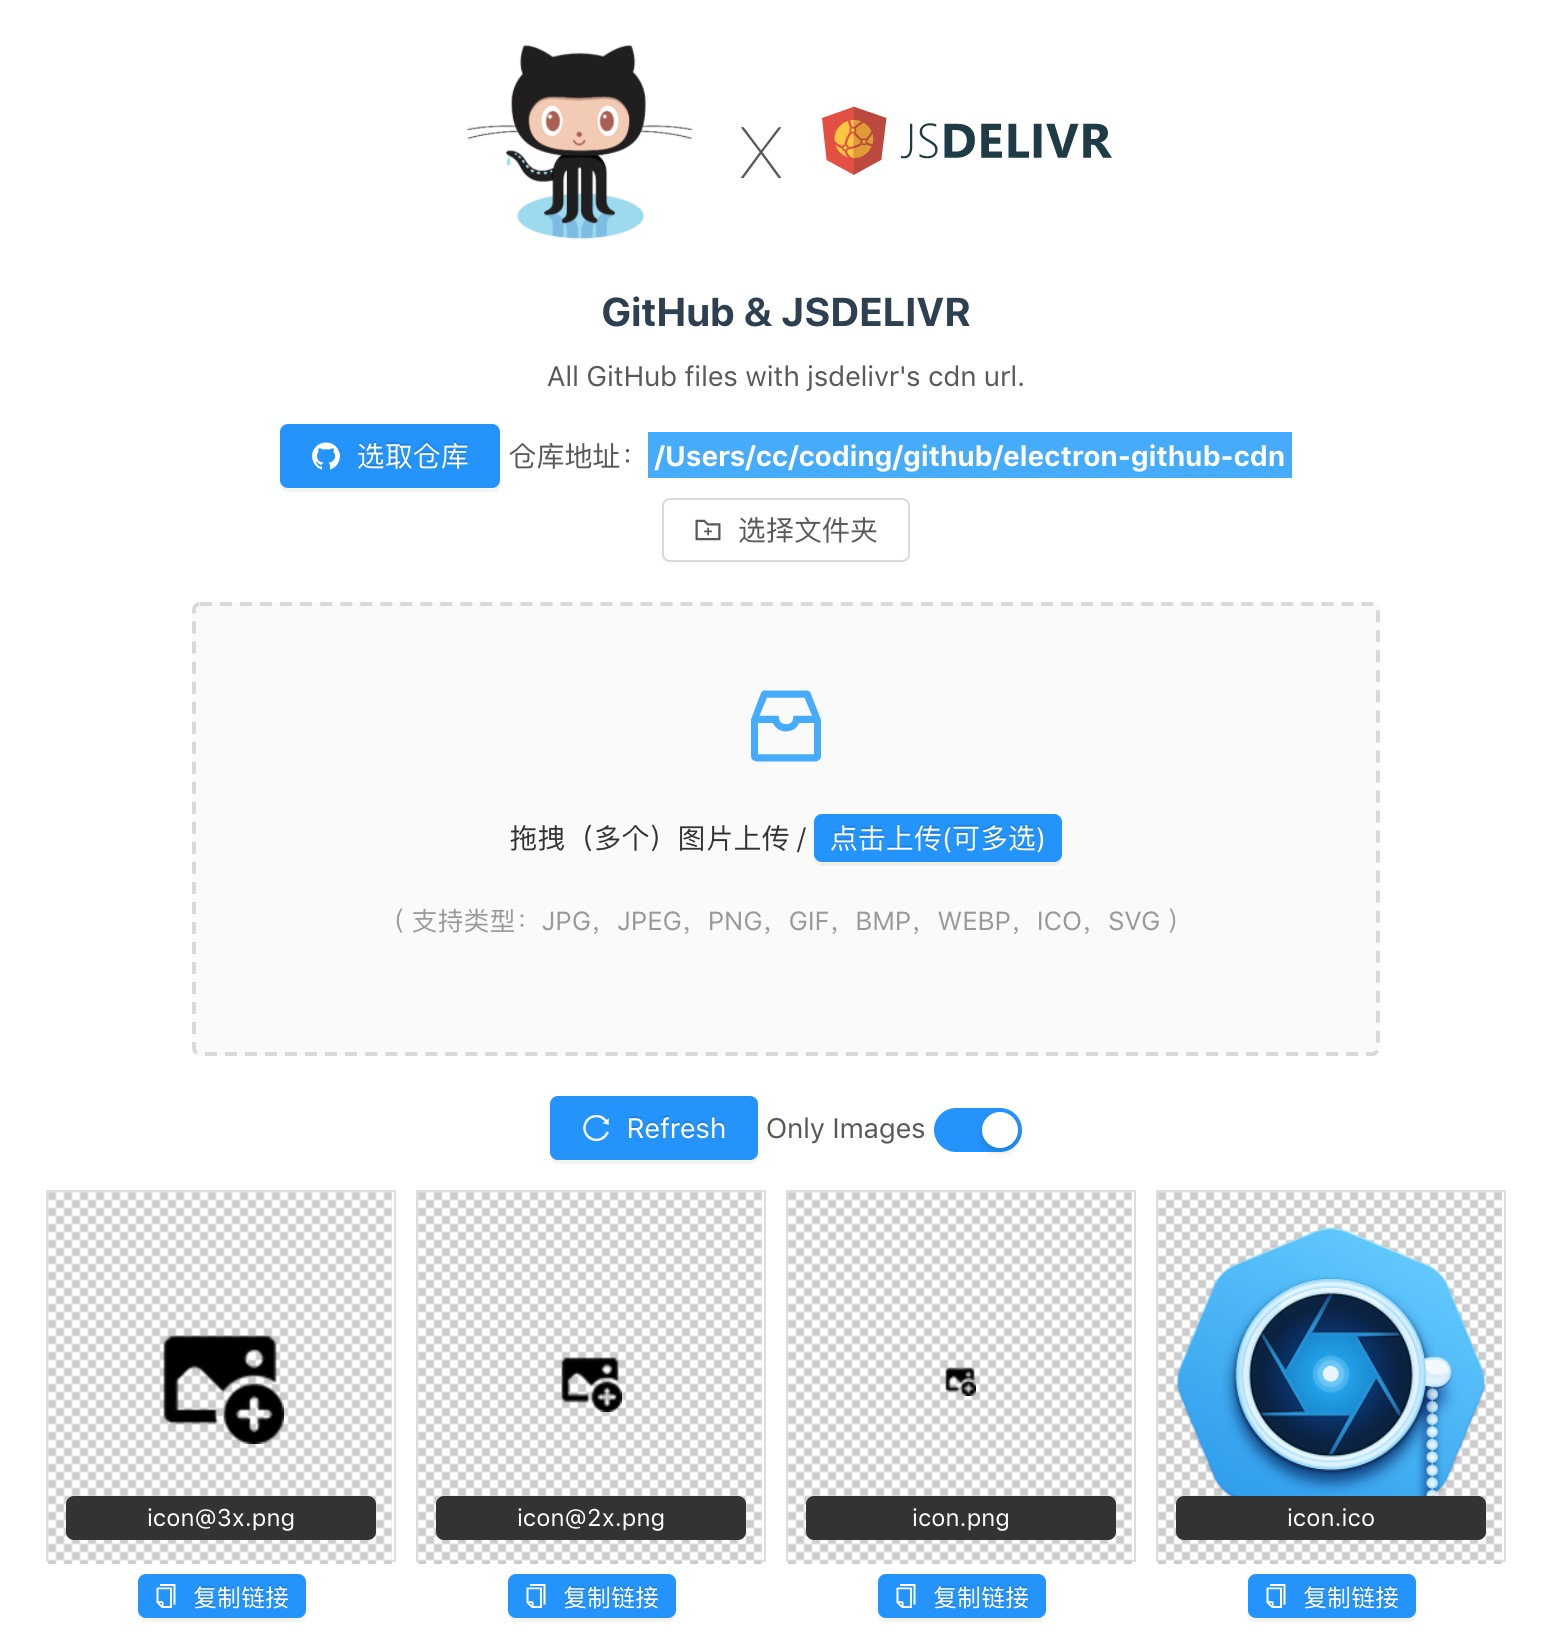 X JSDELIVR
GitHub & JSDELIVR
All GitHub files with jsdelivr's cdn url.
选取仓库 仓库地址： /Users/cc/coding/github/electron-github-cdn
选择文件夹
拖拽（多个）图片上传 / 点击上传(可多选)
（ 支持类型：JPG，JPEG，PNG，GIF，BMP，WEBP，ICO，SVG ）
Refresh Only Images
icon@3x.png icon@2x.png icon.png icon.ico
复制链接 复制链接 复制链接 复制链接